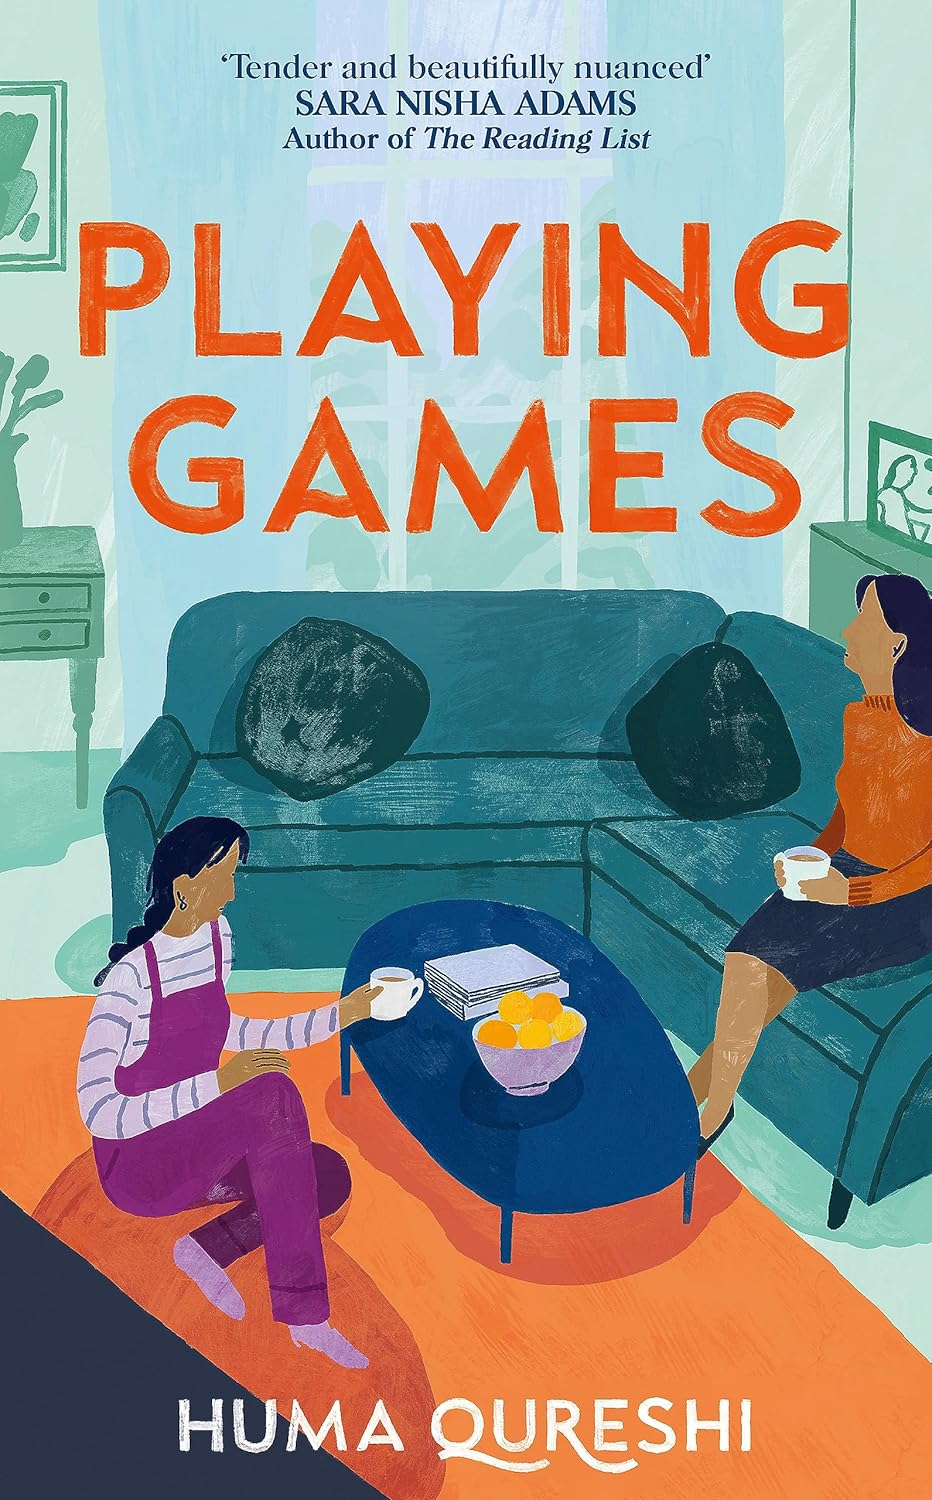 ‘Tender and beautifully nuanced’
SARA NISHA ADAMS
Author of The Reading List
PLAYING
GAMES
HUMA QURESHI